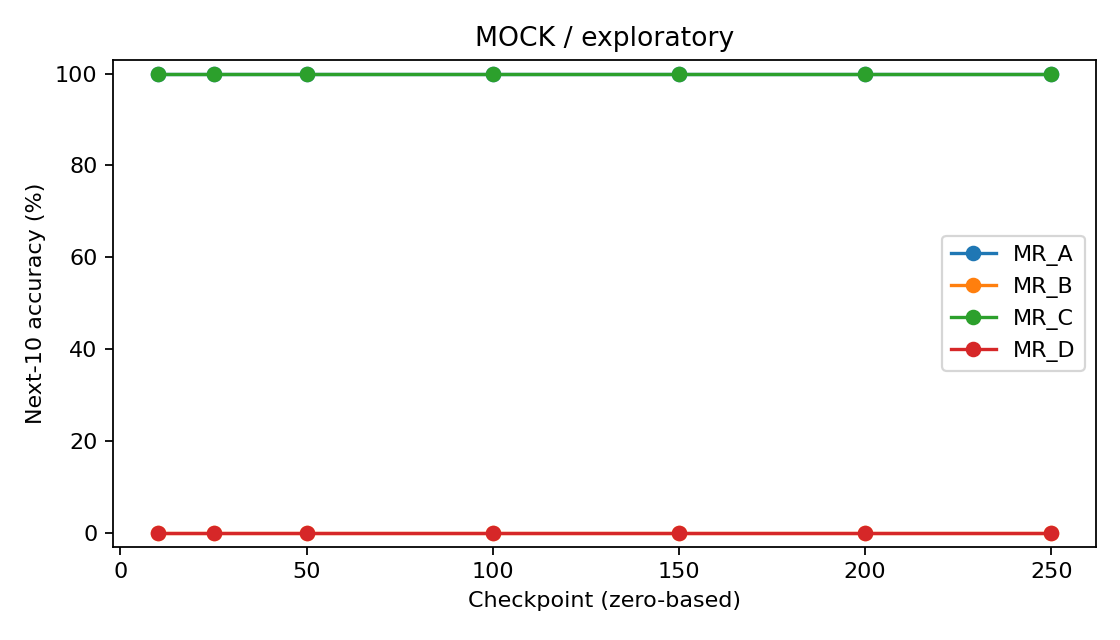 MOCK / exploratory
100
80
60
40
20
0
Next-10 accuracy (%)
MR_A
MR_B
MR_C
MR_D
0 50 100 150 200 250
Checkpoint (zero-based)